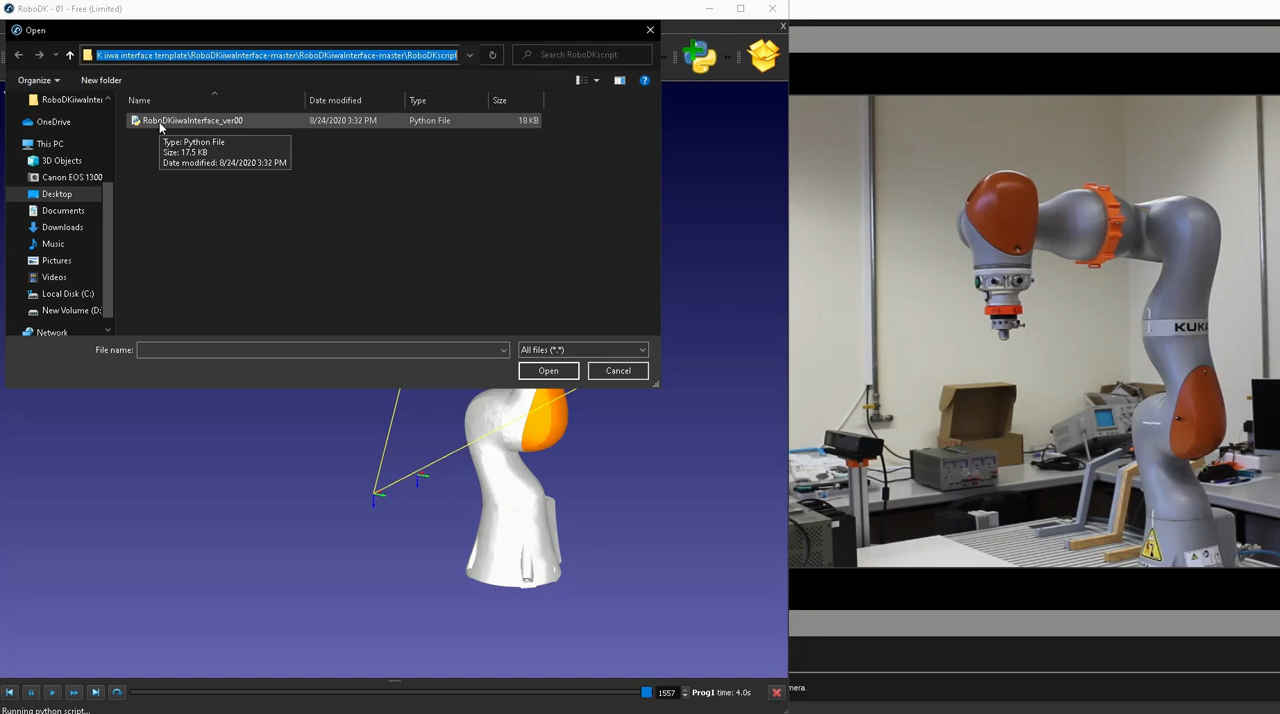 RoboDK - 01 - Free (Limited)
Open
K iiwa interface template\RoboDKiiwaInterface-master\RoboDKiiwaInterface-master\RoboDKscript
Search RoboDKscript
Organize
New folder
Name
Date modified
Type
Size
RoboDKiiwaInter
RoboDKiiwaInterface_ver00
8/24/2020 3:32 PM
Python File
18 KB
Type: Python File
Size: 17.5 KB
Date modified: 8/24/2020 3:32 PM
OneDrive
This PC
3D Objects
Canon EOS 1300
Desktop
Documents
Downloads
Music
Pictures
Videos
Local Disk (C:)
New Volume (D:
Network
File name:
All files (*.*)
Open
Cancel
KUKA
1557
Prog1 time: 4.0s
mera.
Running python script...